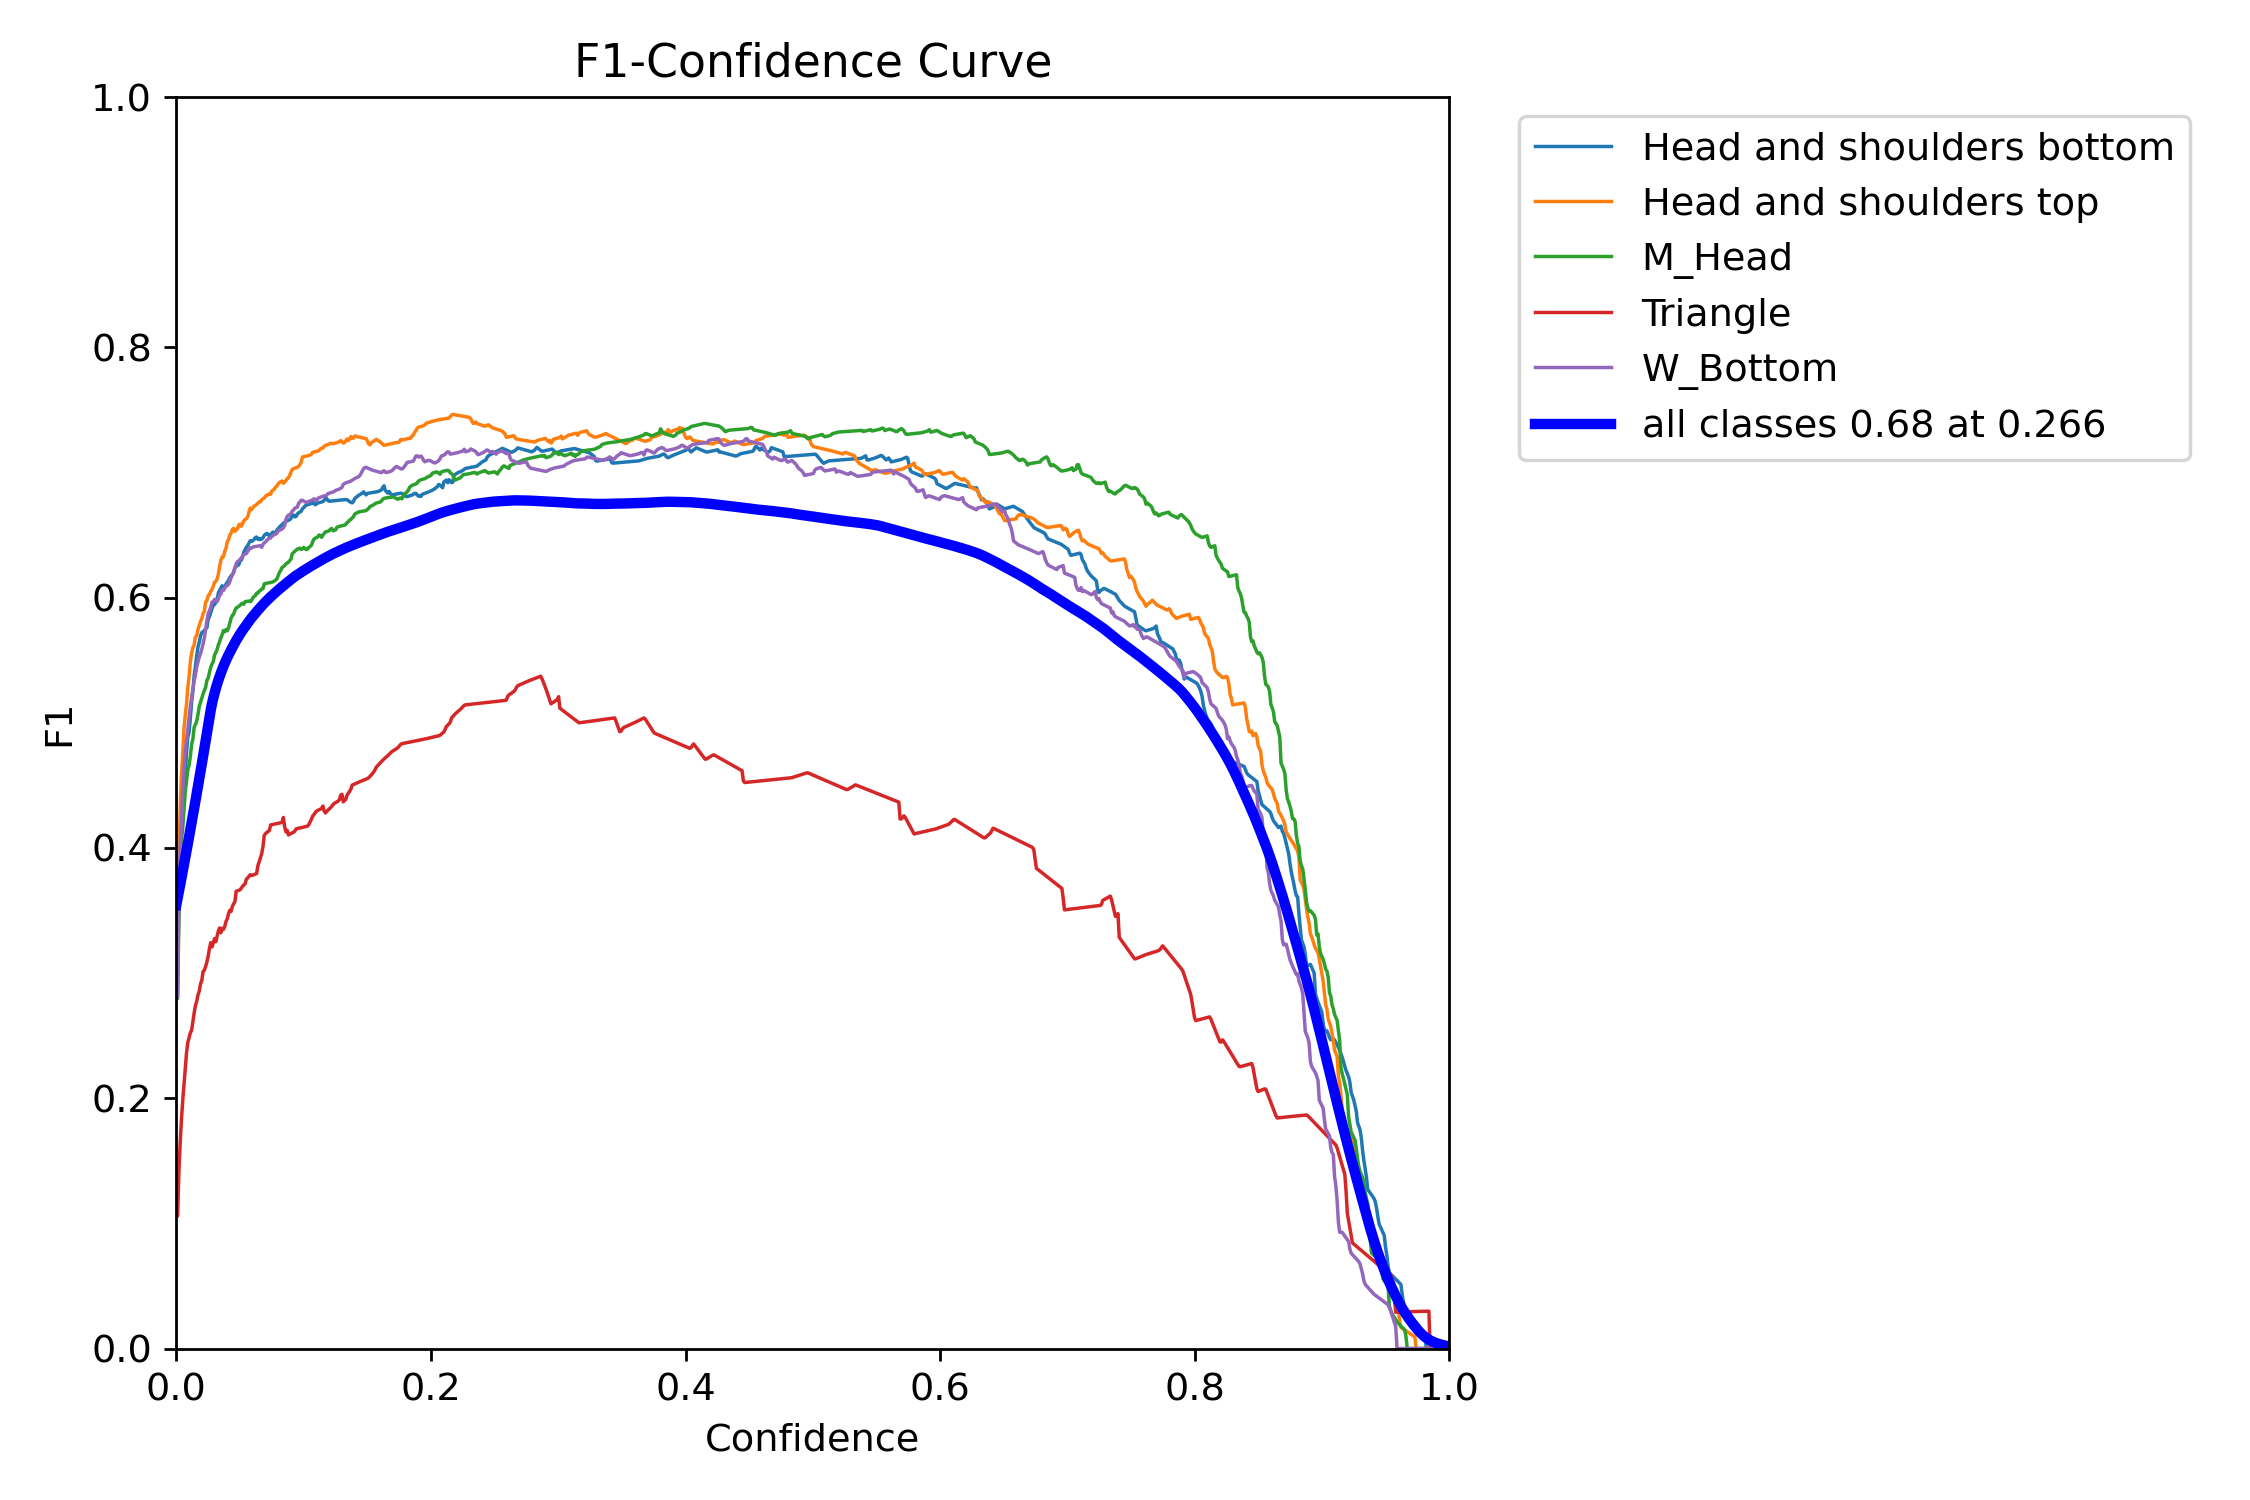 F1-Confidence Curve
1.0
0.8
0.6
0.4
0.2
0.0
F1
0.0 0.2 0.4 0.6 0.8 1.0
Confidence
Head and shoulders bottom
Head and shoulders top
M_Head
Triangle
W_Bottom
all classes 0.68 at 0.266